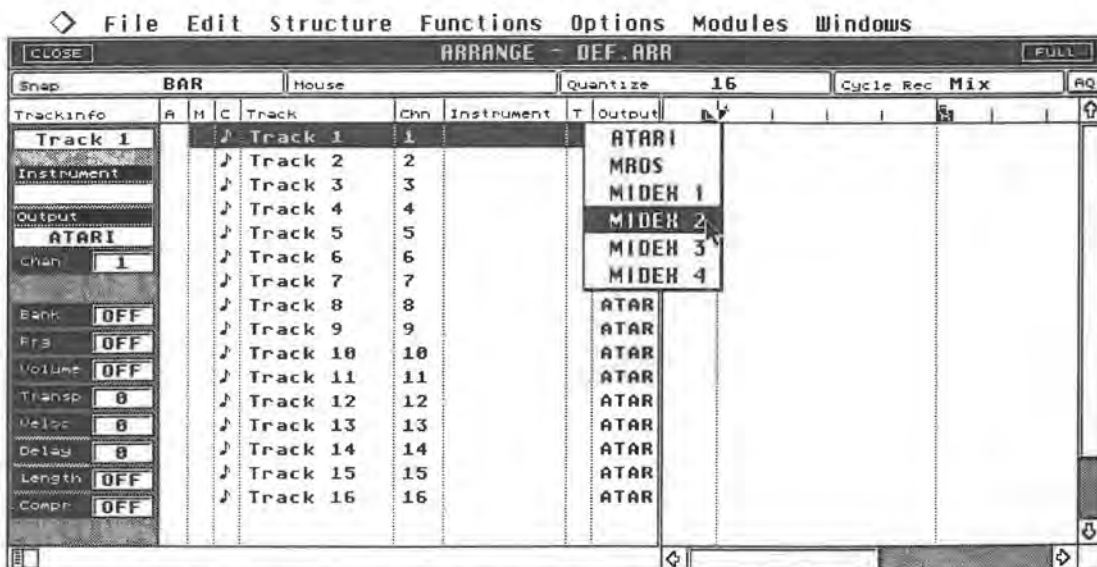 File Edit Structure Functions Options Modules Windows
CLOSE ARRANGE - DEF.ARR FULL
Snap BAR Mouse Quantize 16 Cycle Rec Mix AQ
Trackinfo A M C Track Chn Instrument T Output
Track 1
Instrument
Output
ATARI
Chan 1
Bank OFF
Prg OFF
Volume OFF
Transp 0
Veloc 0
Delay 0
Length OFF
Compr OFF
Track 1 1
Track 2 2
Track 3 3
Track 4 4
Track 5 5
Track 6 6
Track 7 7
Track 8 8 ATAR
Track 9 9 ATAR
Track 10 10 ATAR
Track 11 11 ATAR
Track 12 12 ATAR
Track 13 13 ATAR
Track 14 14 ATAR
Track 15 15 ATAR
Track 16 16 ATAR
ATARI
MROS
MIDEX 1
MIDEX 2
MIDEX 3
MIDEX 4